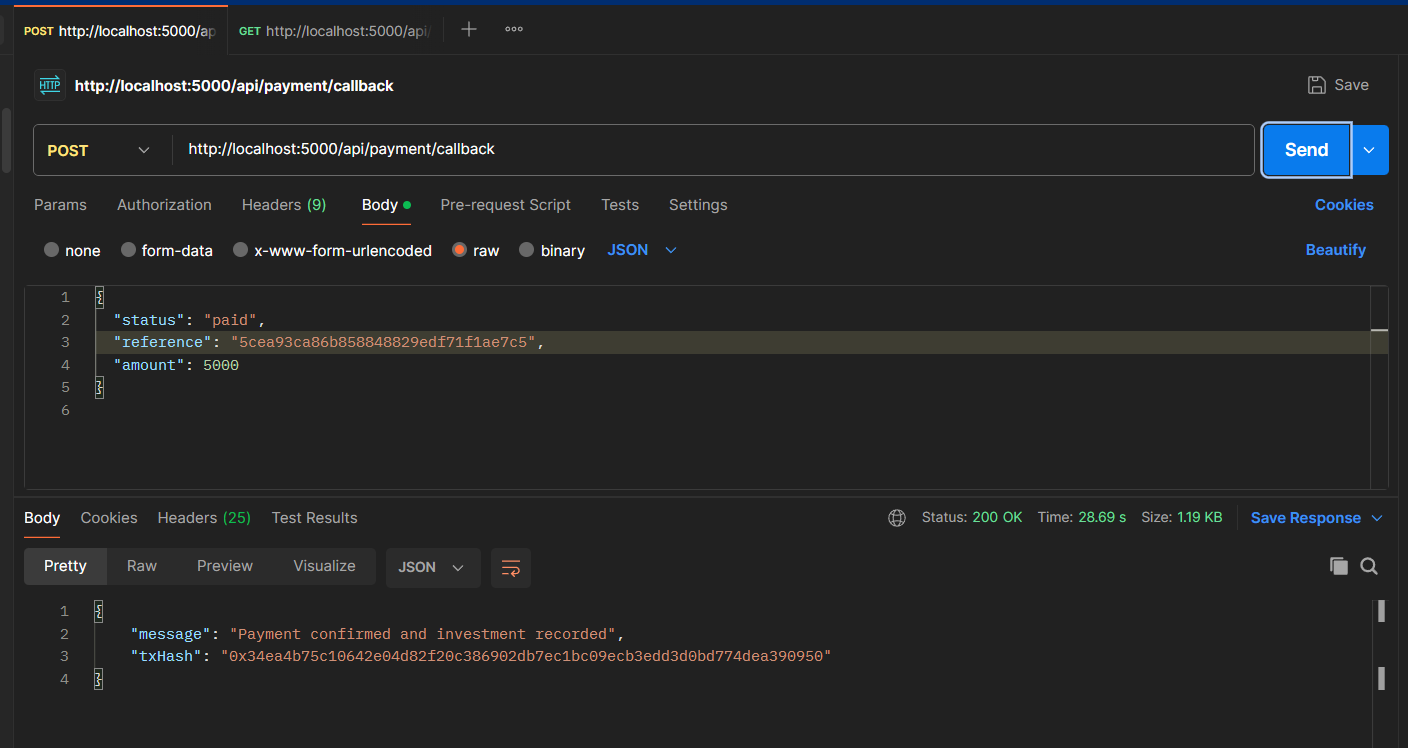 POST http://localhost:5000/ap GET http://localhost:5000/api/
HTTP http://localhost:5000/api/payment/callback Save
POST http://localhost:5000/api/payment/callback Send
Params Authorization Headers (9) Body Pre-request Script Tests Settings Cookies
none form-data x-www-form-urlencoded raw binary JSON Beautify
1 {
2 "status": "paid",
3 "reference": "5cea93ca86b858848829edf71f1ae7c5",
4 "amount": 5000
5 }
6
Body Cookies Headers (25) Test Results Status: 200 OK Time: 28.69 s Size: 1.19 KB Save Response
Pretty Raw Preview Visualize JSON
1 {
2 "message": "Payment confirmed and investment recorded",
3 "txHash": "0x34ea4b75c10642e04d82f20c386902db7ec1bc09ecb3edd3d0bd774dea390950"
4 }